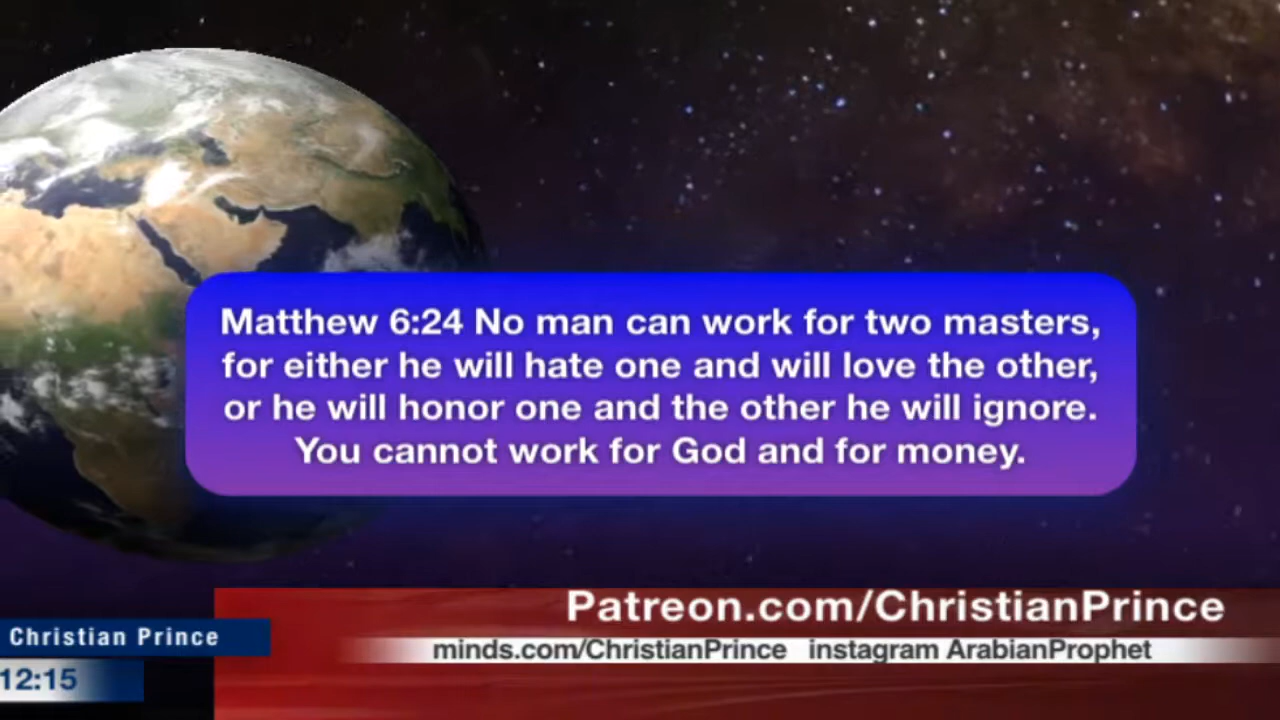 Matthew 6:24 No man can work for two masters,
for either he will hate one and will love the other,
or he will honor one and the other he will ignore.
You cannot work for God and for money.
Patreon.com/ChristianPrince
Christian Prince
minds.com/ChristianPrince instagram ArabianProphet
12:15